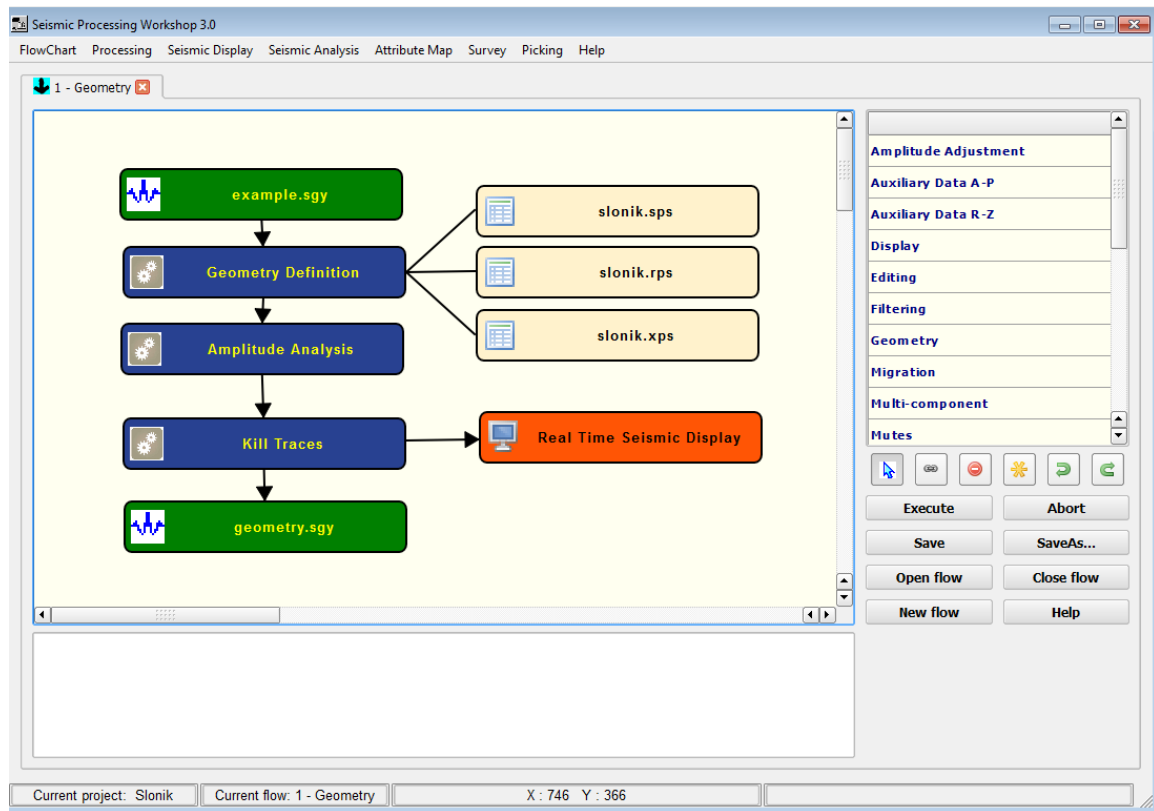 Seismic Processing Workshop 3.0
FlowChart Processing Seismic Display Seismic Analysis Attribute Map Survey Picking Help
1 - Geometry
example.sgy
Geometry Definition
Amplitude Analysis
Kill Traces
geometry.sgy
slonik.sps
slonik.rps
slonik.xps
Real Time Seismic Display
Amplitude Adjustment
Auxiliary Data A-P
Auxiliary Data R-Z
Display
Editing
Filtering
Geometry
Migration
Multi-component
Mutes
Execute Abort
Save SaveAs...
Open flow Close flow
New flow Help
Current project: Slonik Current flow: 1 - Geometry X : 746 Y : 366